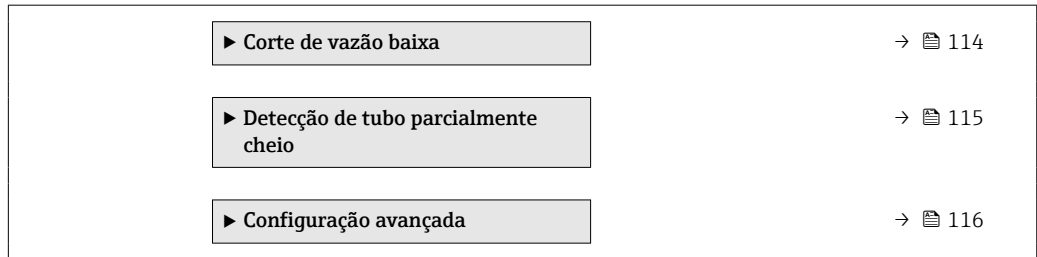 ▶ Corte de vazão baixa → 114
▶ Detecção de tubo parcialmente
cheio → 115
▶ Configuração avançada → 116